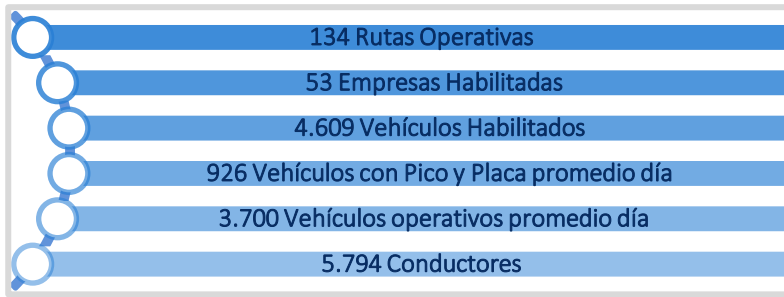 134 Rutas Operativas
53 Empresas Habilitadas
4.609 Vehículos Habilitados
926 Vehículos con Pico y Placa promedio día
3.700 Vehículos operativos promedio día
5.794 Conductores